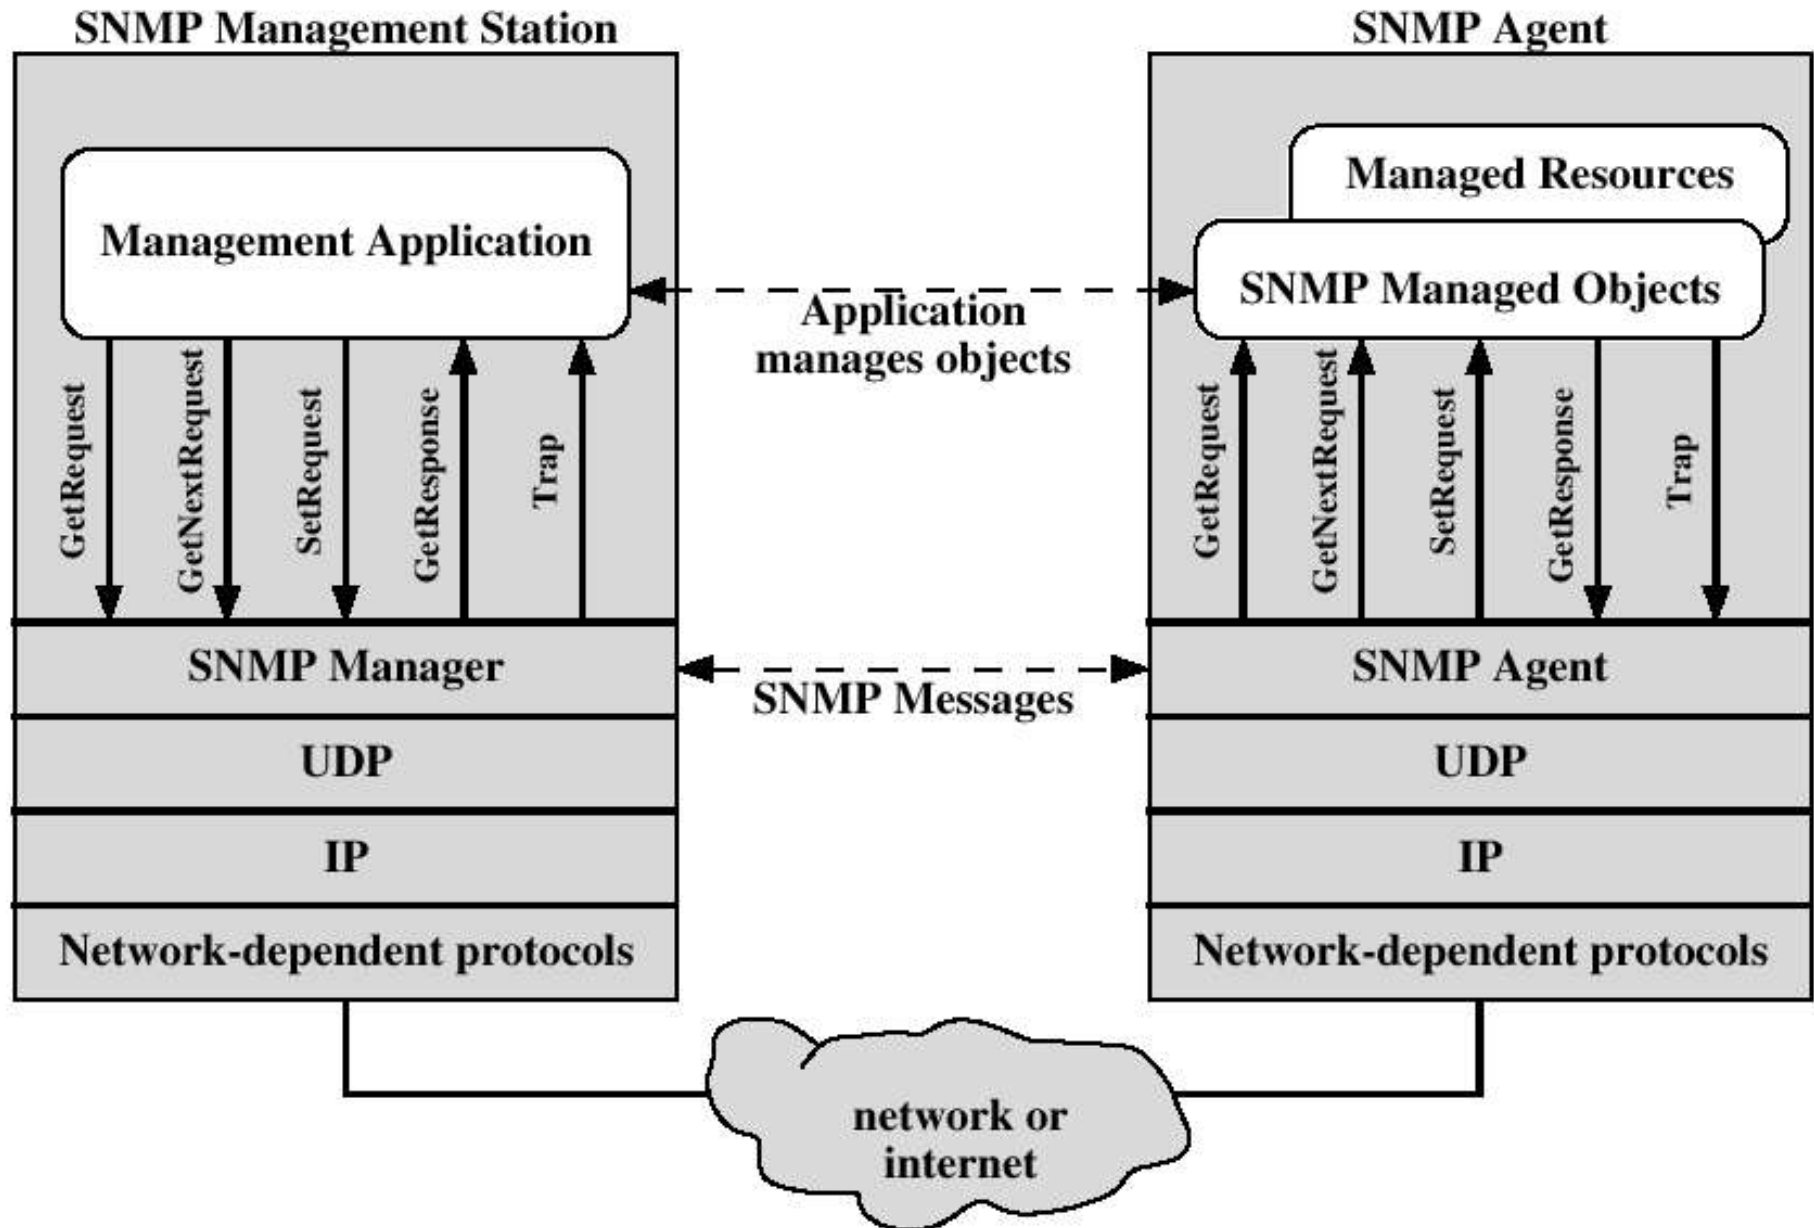 SNMP Management Station
Management Application
GetRequest
GetNextRequest
SetRequest
GetResponse
Trap
SNMP Manager
UDP
IP
Network-dependent protocols
Application
manages objects
SNMP Messages
SNMP Agent
Managed Resources
SNMP Managed Objects
GetRequest
GetNextRequest
SetRequest
GetResponse
Trap
SNMP Agent
UDP
IP
Network-dependent protocols
network or
internet